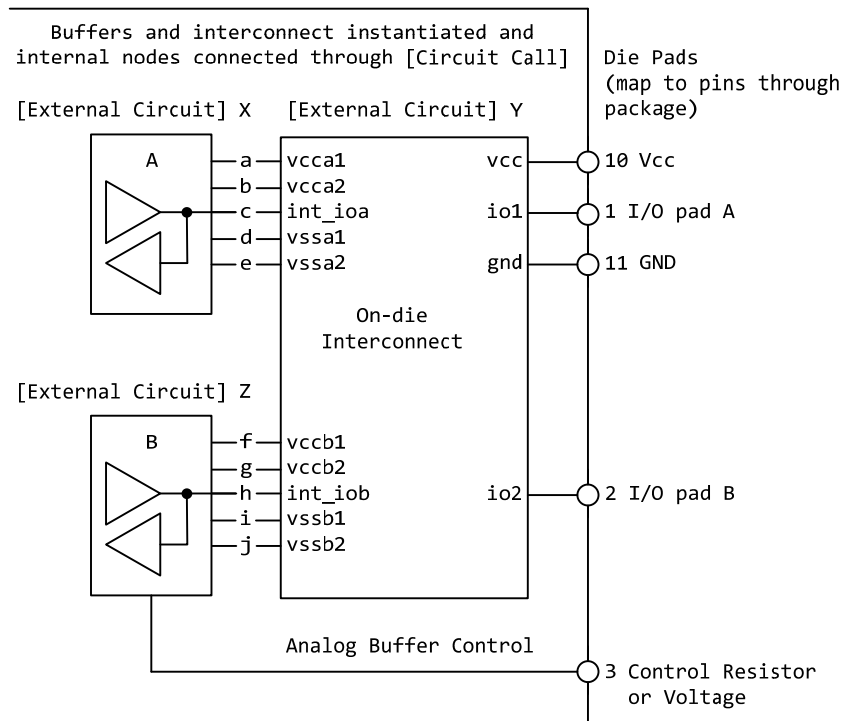 Buffers and interconnect instantiated and
internal nodes connected through [Circuit Call]
Die Pads
(map to pins through
package)
[External Circuit] X
[External Circuit] Y
A
a
b
c
d
e
vcca1
vcca2
int_ioa
vssa1
vssa2
vcc
io1
gnd
10 Vcc
1 I/O pad A
11 GND
On-die
Interconnect
[External Circuit] Z
B
f
g
h
i
j
vccb1
vccb2
int_iob
vssb1
vssb2
io2
2 I/O pad B
Analog Buffer Control
3 Control Resistor
or Voltage